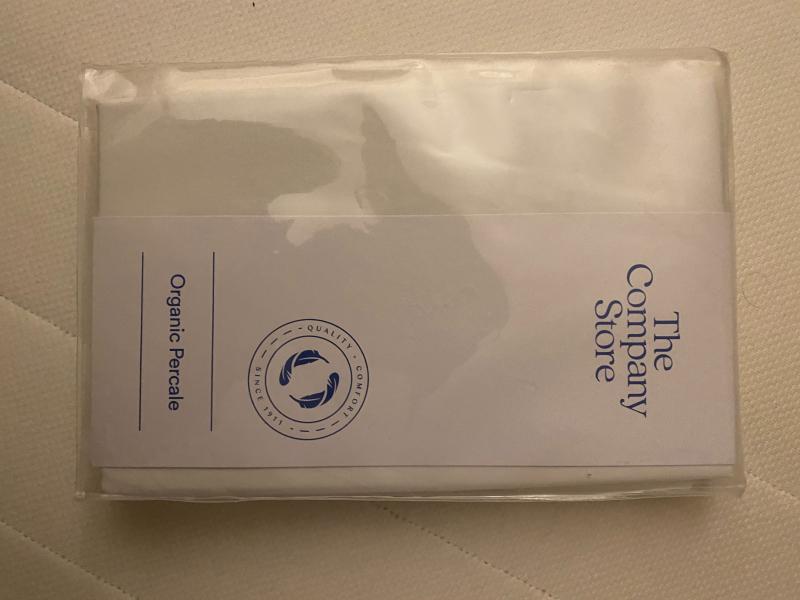 The
Company
Store
QUALITY • COMFORT
SINCE 1911
Organic Percale